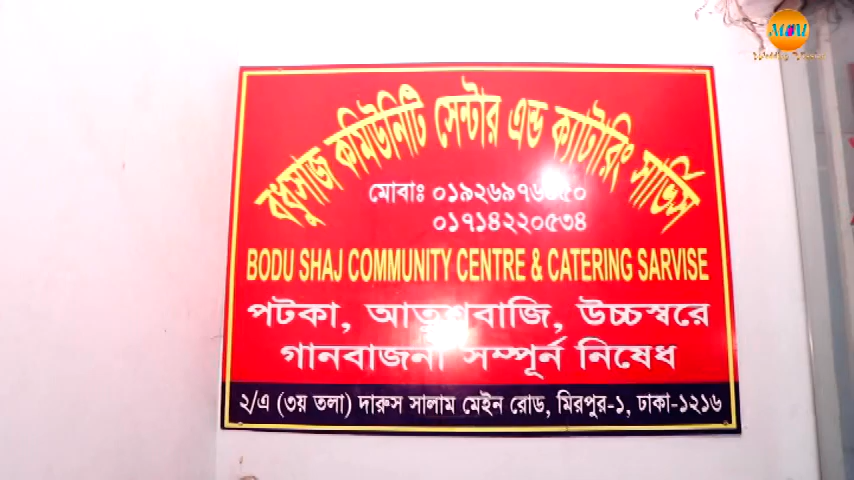 বধুসাজ কমিউনিটি সেন্টার এন্ড ক্যাটারিং সার্ভিস
মোবাঃ
০১৭১৪২২০৫৩৪
BODU SHAJ COMMUNITY CENTRE & CATERING SARVISE
পটকা, আতশবাজি, উচ্চস্বরে
গানবাজনা সম্পূর্ন নিষেধ
২/এ (৩য় তলা) দারুস সালাম মেইন রোড, মিরপুর-১, ঢাকা-১২১৬